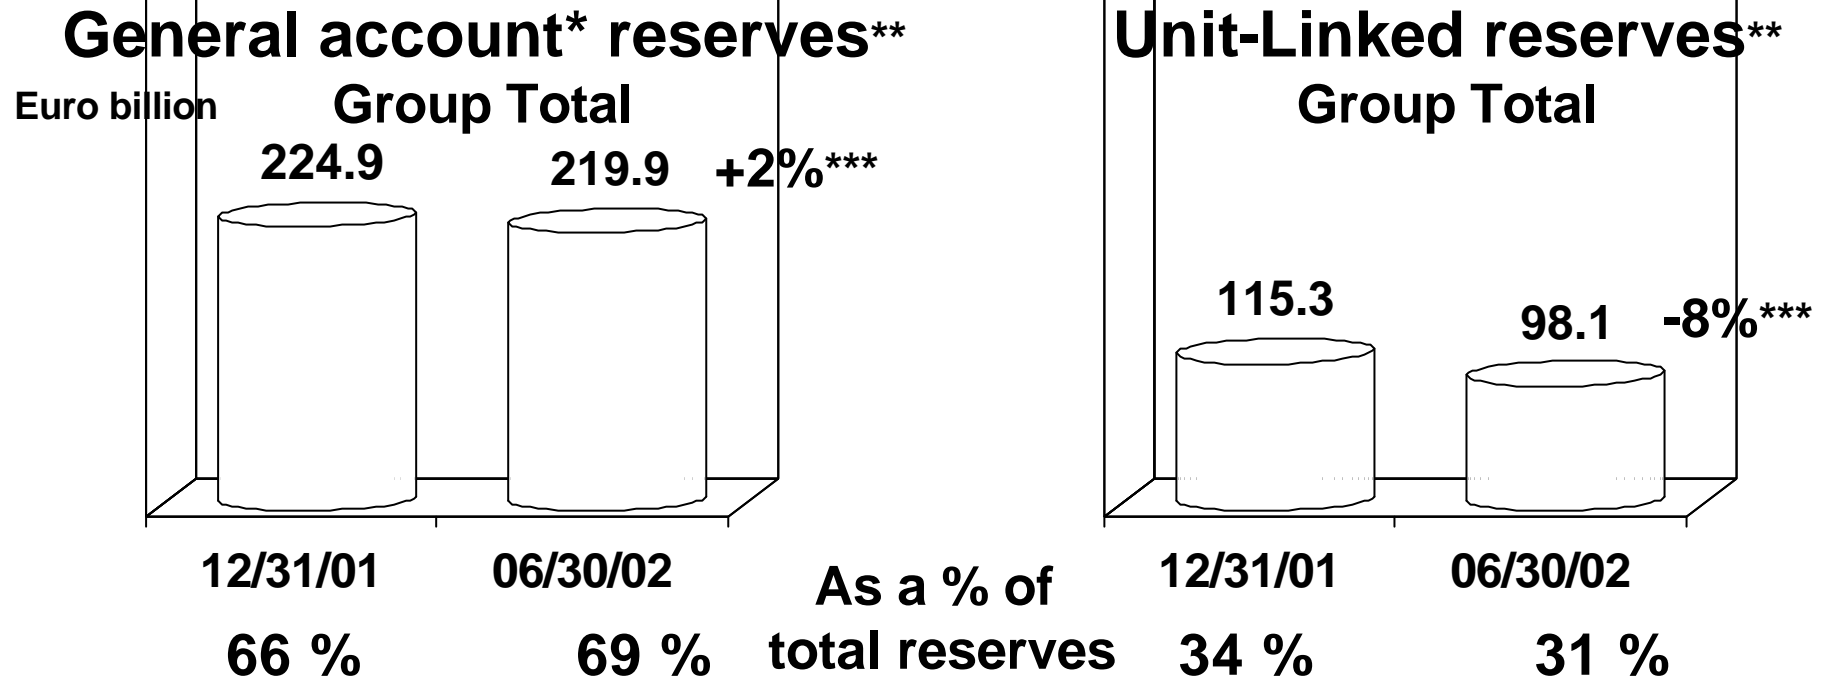 General account* reserves**
Euro billion
Group Total
224.9
219.9
+2%***
12/31/01
06/30/02
66 %
69 %
As a % of
total reserves
Unit-Linked reserves**
Group Total
115.3
98.1
-8%***
12/31/01
06/30/02
34 %
31 %